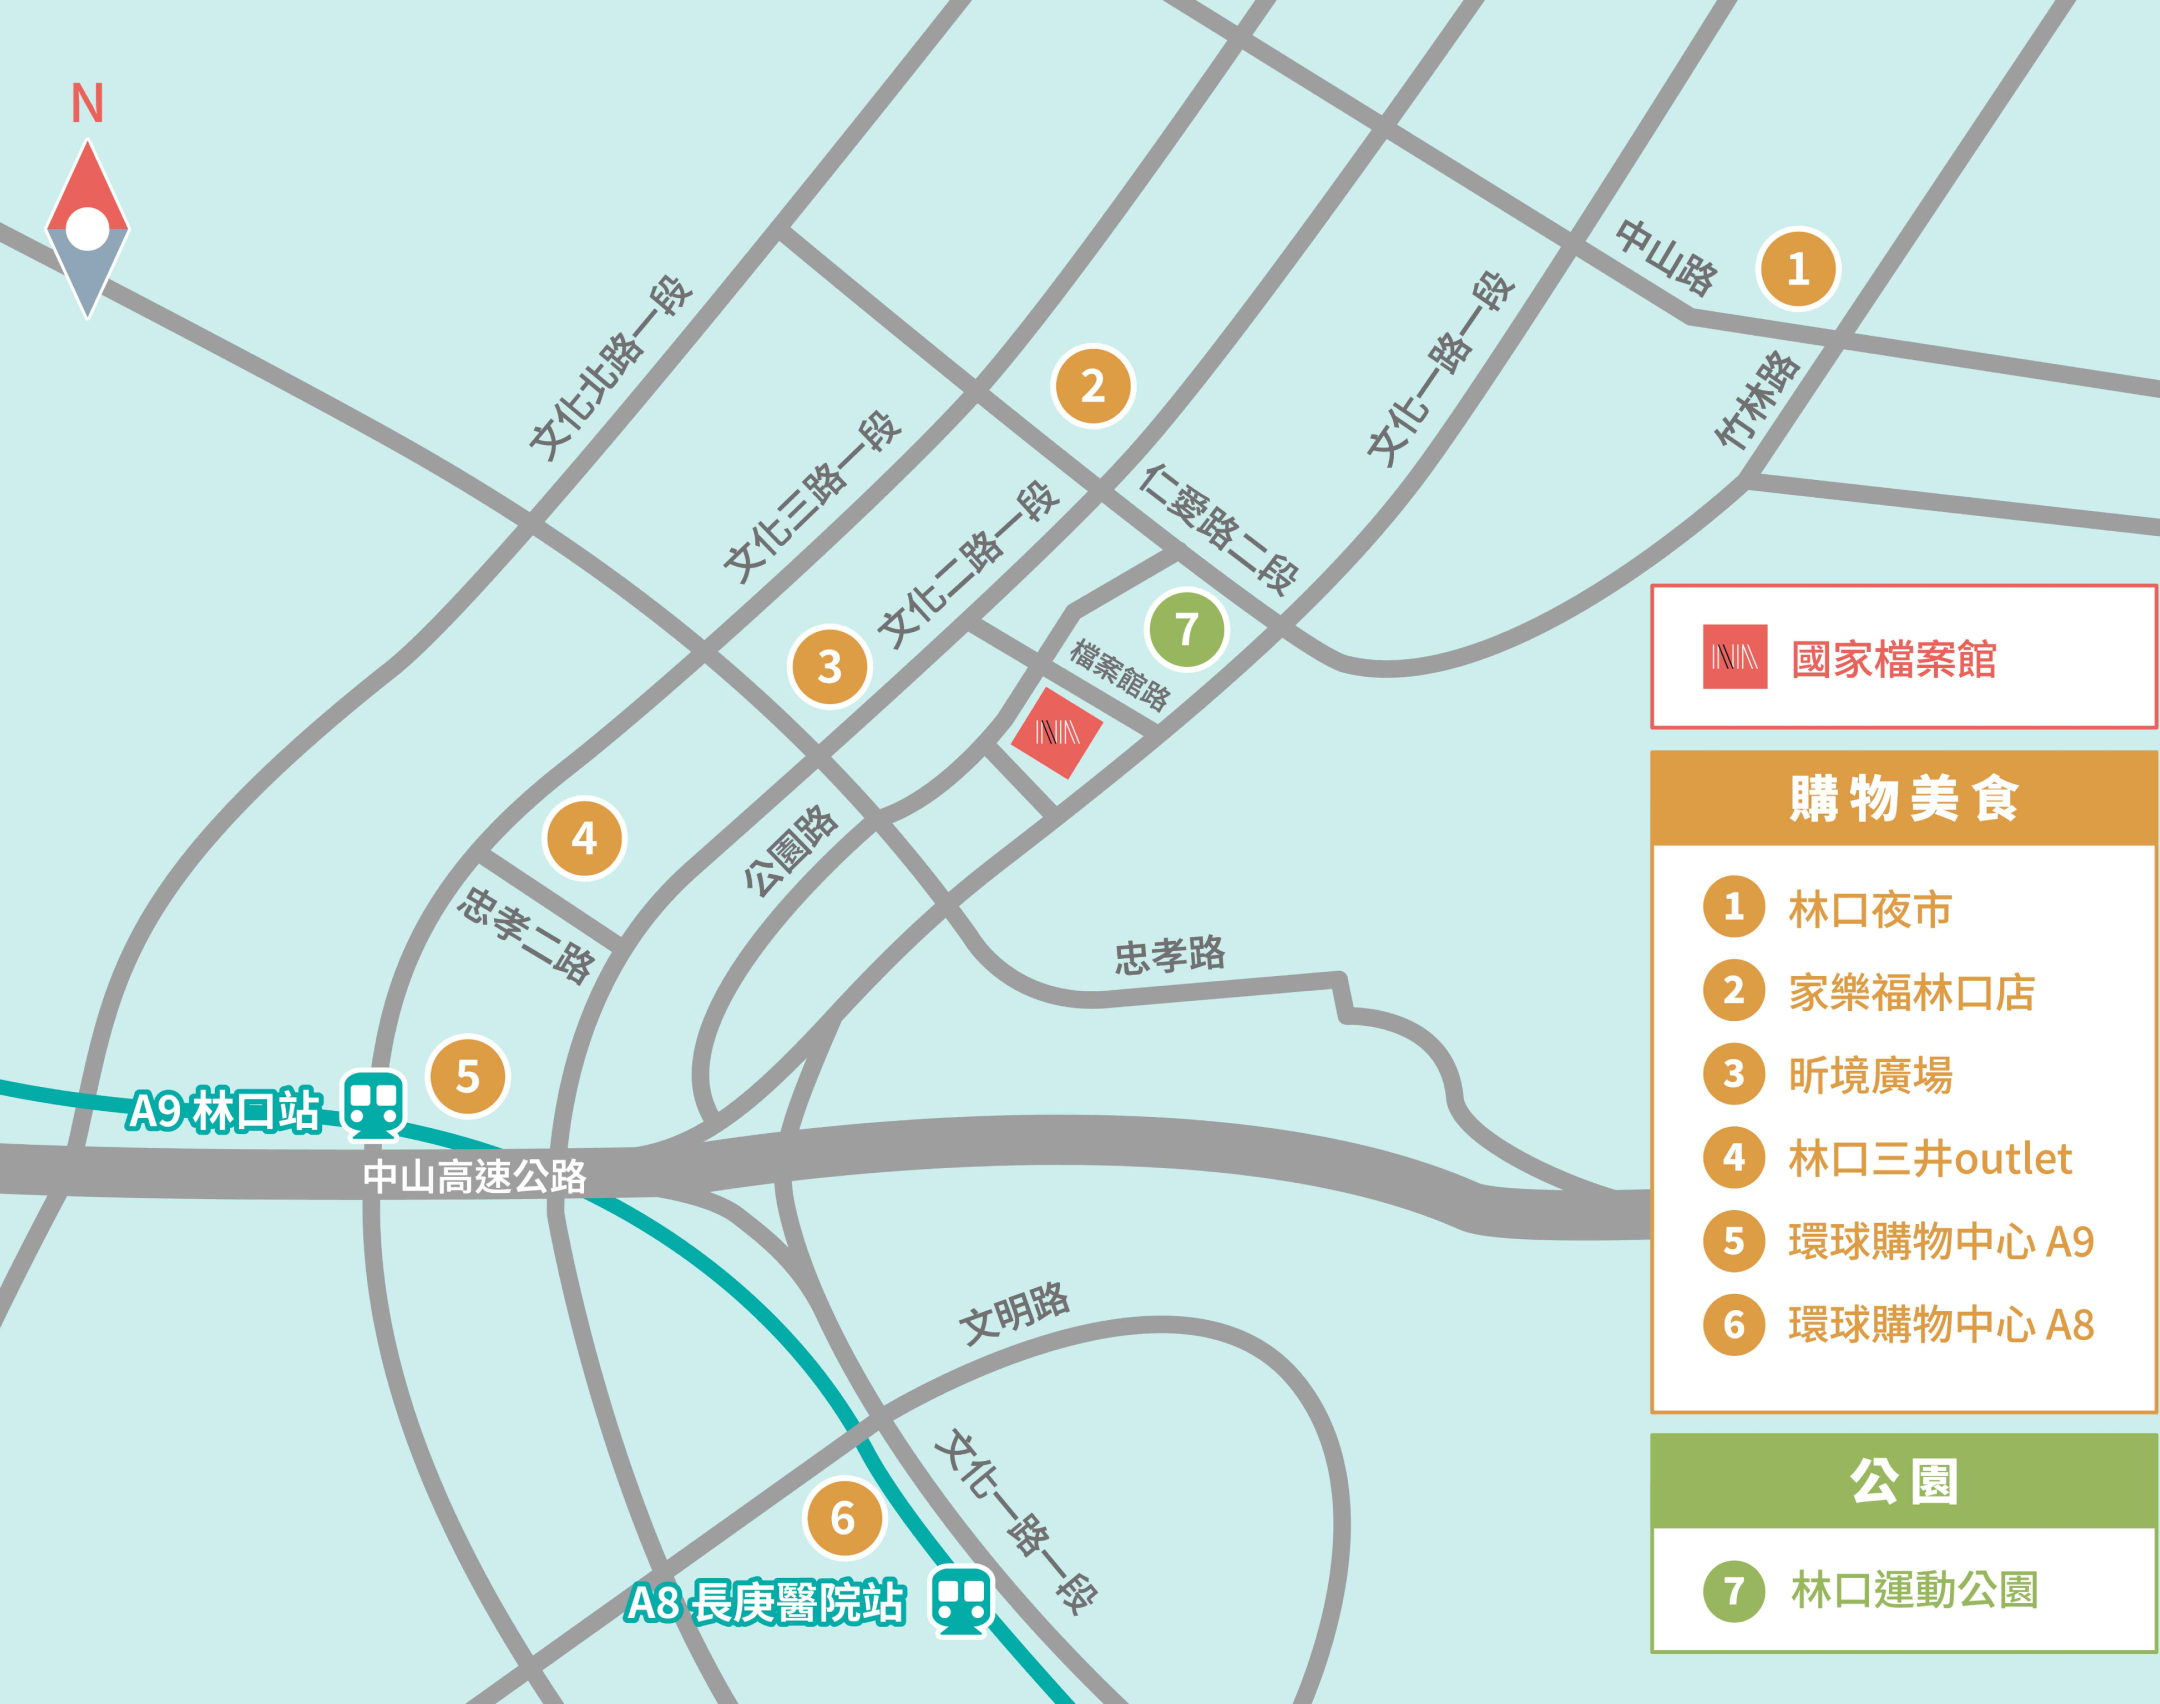 N
中山路
1
文化北路一段
文化一路一段
2
竹林路
文化三路一段
文化二路一段
仁愛路二段
7
3
檔案館路
4
公園路
忠孝二路
忠孝路
5
A9 林口站
中山高速公路
文明路
文化一路一段
6
A8 長庚醫院站
國家檔案館
購物美食
1 林口夜市
2 家樂福林口店
3 昕境廣場
4 林口三井outlet
5 環球購物中心 A9
6 環球購物中心 A8
公園
7 林口運動公園